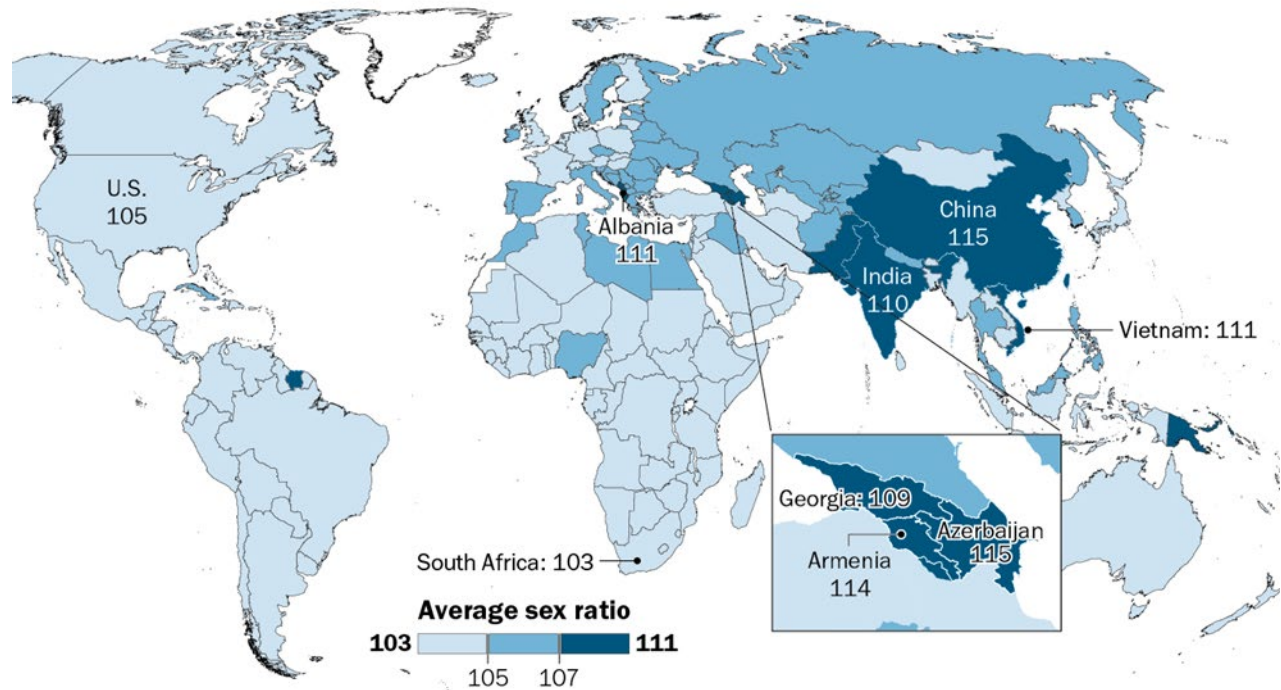 U.S.
105
Albania
111
China
115
India
110
Vietnam: 111
Georgia: 109
Azerbaijan
115
Armenia
114
South Africa: 103
Average sex ratio
103 111
105 107